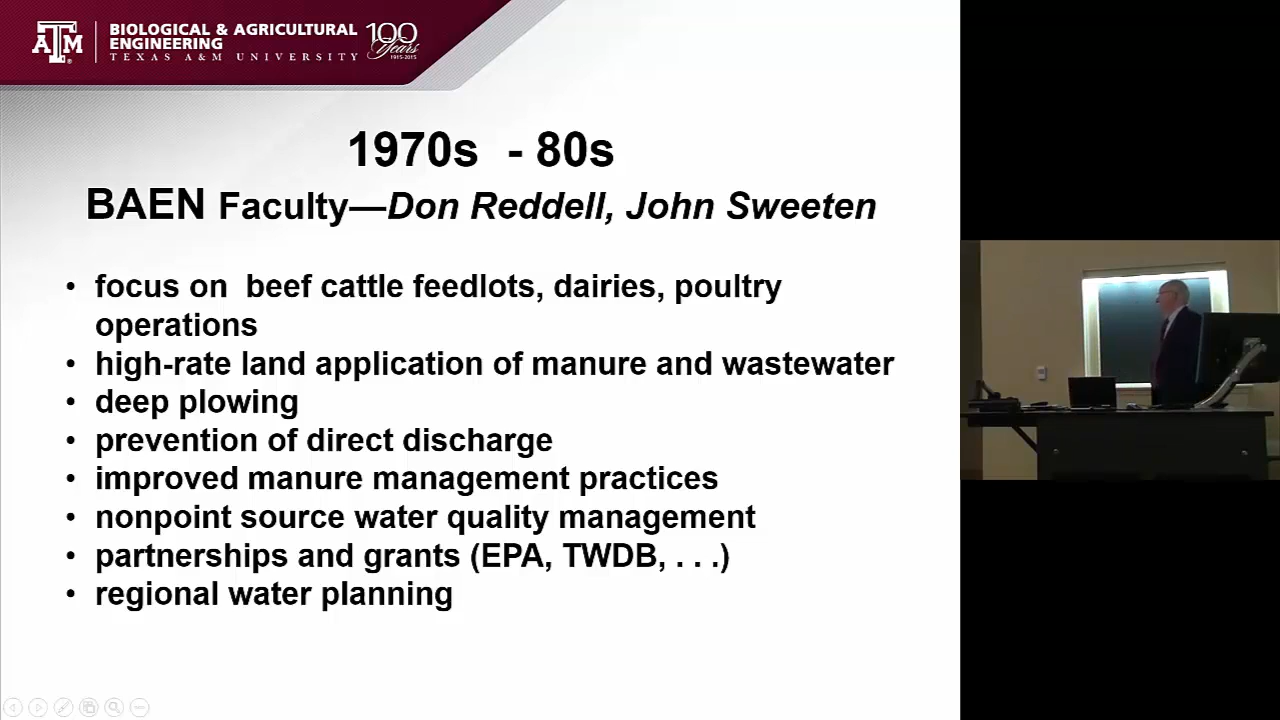 ATM
BIOLOGICAL & AGRICULTURAL
ENGINEERING
TEXAS A&M UNIVERSITY
100
Years
1915-2015
1970s - 80s
BAEN Faculty—Don Reddell, John Sweeten
• focus on beef cattle feedlots, dairies, poultry
operations
• high-rate land application of manure and wastewater
• deep plowing
• prevention of direct discharge
• improved manure management practices
• nonpoint source water quality management
• partnerships and grants (EPA, TWDB, . . .)
• regional water planning